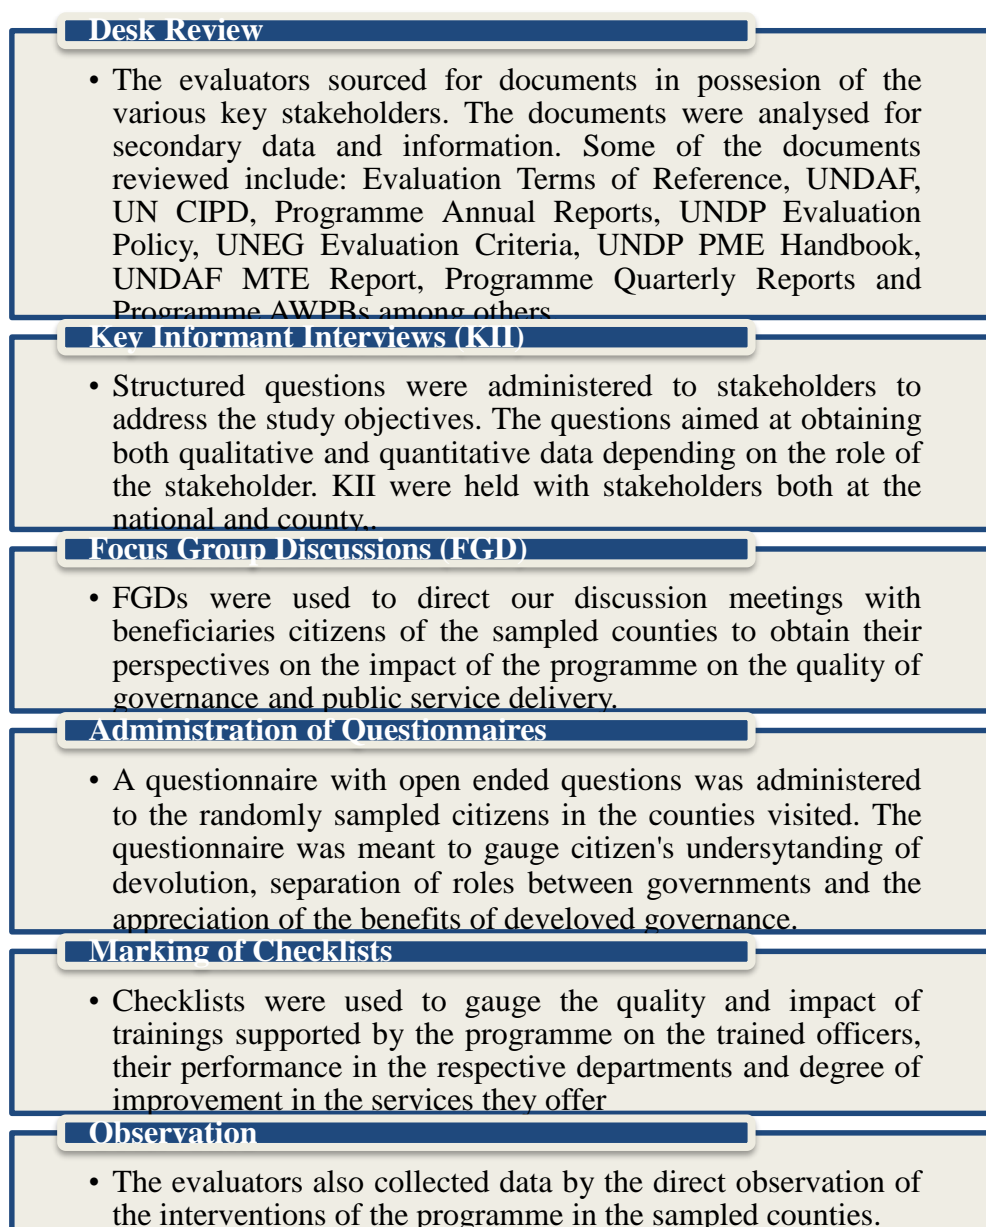 Desk Review
• The evaluators sourced for documents in possesion of the
various key stakeholders. The documents were analysed for
secondary data and information. Some of the documents
reviewed include: Evaluation Terms of Reference, UNDAF,
UN CIPD, Programme Annual Reports, UNDP Evaluation
Policy, UNEG Evaluation Criteria, UNDP PME Handbook,
UNDAF MTE Report, Programme Quarterly Reports and
Programme AWPBs among others
Key Informant Interviews (KII)
• Structured questions were administered to stakeholders to
address the study objectives. The questions aimed at obtaining
both qualitative and quantitative data depending on the role of
the stakeholder. KII were held with stakeholders both at the
national and county,.
Focus Group Discussions (FGD)
• FGDs were used to direct our discussion meetings with
beneficiaries citizens of the sampled counties to obtain their
perspectives on the impact of the programme on the quality of
governance and public service delivery.
Administration of Questionnaires
• A questionnaire with open ended questions was administered
to the randomly sampled citizens in the counties visited. The
questionnaire was meant to gauge citizen's undersytanding of
devolution, separation of roles between governments and the
appreciation of the benefits of develoved governance.
Marking of Checklists
• Checklists were used to gauge the quality and impact of
trainings supported by the programme on the trained officers,
their performance in the respective departments and degree of
improvement in the services they offer
Observation
• The evaluators also collected data by the direct observation of
the interventions of the programme in the sampled counties.